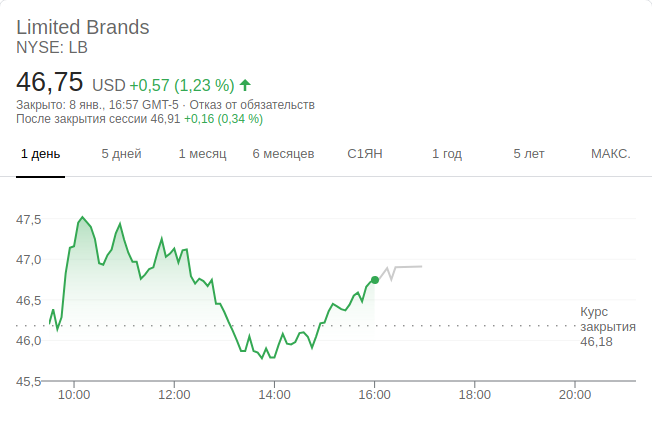 Limited Brands
NYSE: LB
46,75 USD +0,57 (1,23 %)
Закрыто: 8 янв., 16:57 GMT-5 · Отказ от обязательств
После закрытия сессии 46,91 +0,16 (0,34 %)
1 день 5 дней 1 месяц 6 месяцев С1ЯН 1 год 5 лет МАКС.
47,5
47,0
46,5
Курс
закрытия
46,18
46,0
45,5
10:00 12:00 14:00 16:00 18:00 20:00